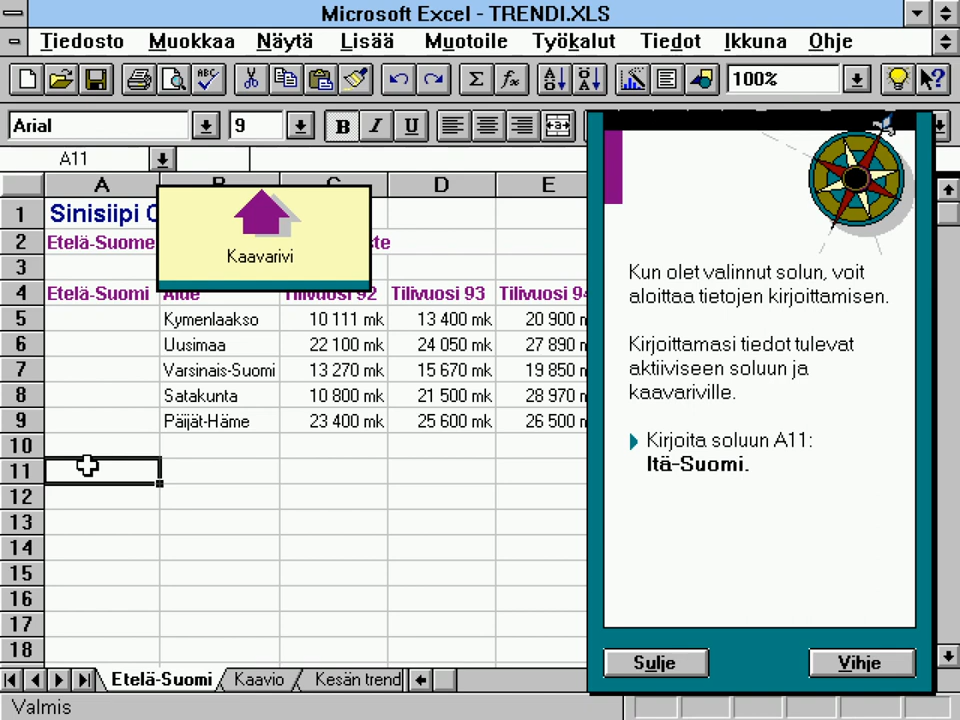 Microsoft Excel - TRENDI.XLS
Tiedosto Muokkaa Näytä Lisää Muotoile Työkalut Tiedot Ikkuna Ohje
100%
Arial 9 B I U
A11
A B C D E
1 Sinisiipi
2 Etelä-Suome
3
4 Etelä-Suomi Alue Tilivuosi 92 Tilivuosi 93 Tilivuosi 94
5 Kymenlaakso 10 111 mk 13 400 mk 20 900 m
6 Uusimaa 22 100 mk 24 050 mk 27 890 m
7 Varsinais-Suomi 13 270 mk 15 670 mk 19 850 m
8 Satakunta 10 800 mk 21 500 mk 28 970 m
9 Päijät-Häme 23 400 mk 25 600 mk 26 500 m
10
11
12
13
14
15
16
17
18
Kaavarivi
Kun olet valinnut solun, voit
aloittaa tietojen kirjoittamisen.
Kirjoittamasi tiedot tulevat
aktiiviseen soluun ja
kaavariville.
Kirjoita soluun A11:
Itä-Suomi.
Sulje Vihje
Etelä-Suomi Kaavio Kesän trend
Valmis